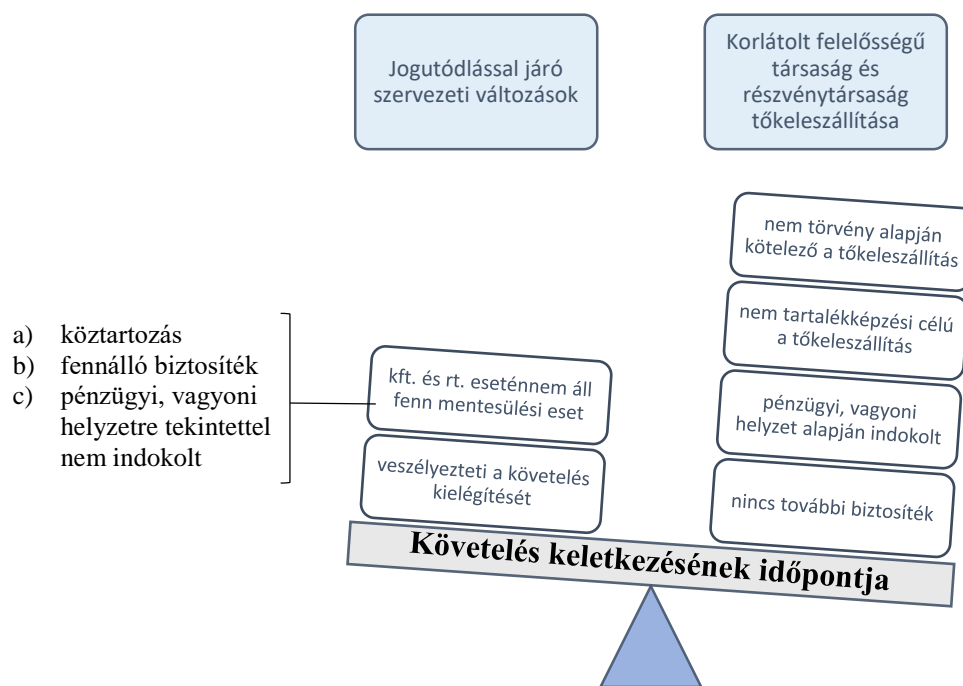 Jogutódlással járó
szervezeti változások
Korlátolt felelősségű
társaság és
részvénytársaság
tőkeleszállítása
nem törvény alapján
kötelező a tőkeleszállítás
nem tartalékképzési célú
a tőkeleszállítás
pénzügyi, vagyoni
helyzet alapján indokolt
nincs további biztosíték
a) köztartozás
b) fennálló biztosíték
c) pénzügyi, vagyoni
helyzetre tekintettel
nem indokolt
kft. és rt. eseténnem áll
fenn mentesülési eset
veszélyezteti a követelés
kielégítését
Követelés keletkezésének időpontja